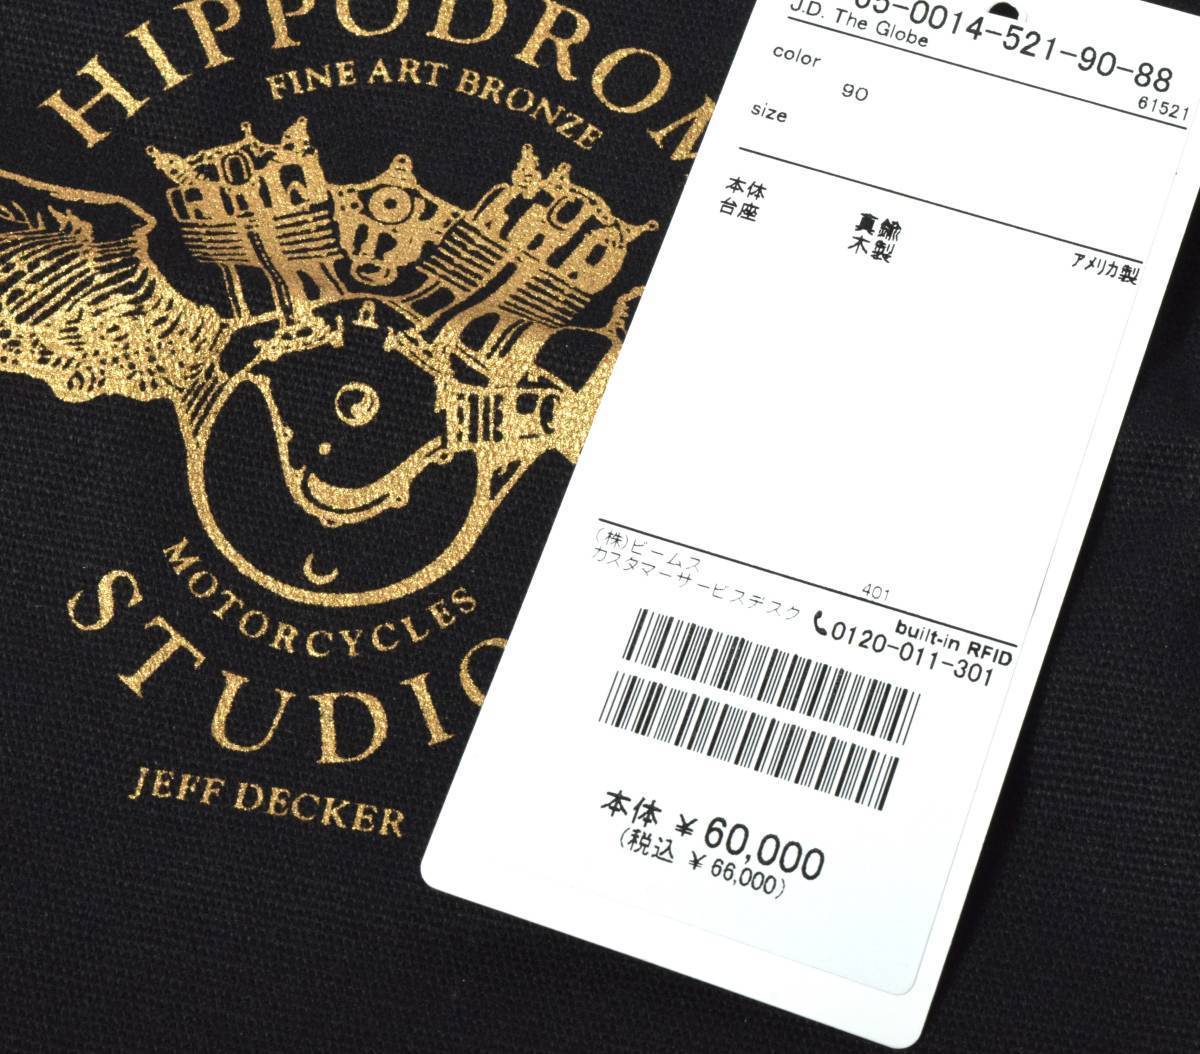 HIPPODROM
FINE ART BRONZE
MOTORCYCLES
STUDIO
JEFF DECKER
05-0014-521-90-88
J.D. The Globe
61521
color 90
size
本体 真鍮
台座 木製
アメリカ製
(株)ビームス 401
カスタマーサービスデスク
built-in RFID
0120-011-301
本体 ¥60,000
(税込 ¥66,000)